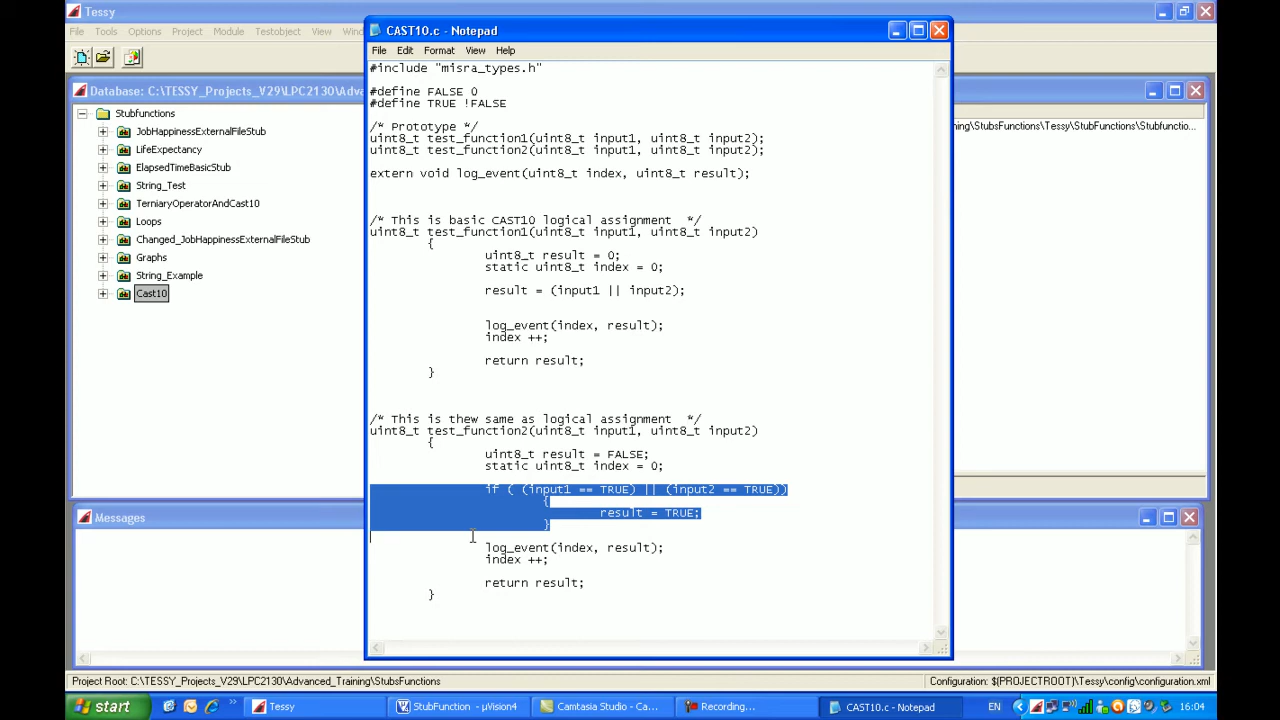 Tessy
File Tools Options Project Module Testobject View
Database: C:\TESSY_Projects_V29\LPC2130\Adva
Stubfunctions
JobHappinessExternalFileStub
LifeExpectancy
ElapsedTimeBasicStub
String_Test
TerniaryOperatorAndCast10
Loops
Changed_JobHappinessExternalFileStub
Graphs
String_Example
Cast10
CAST10.c - Notepad
File Edit Format View Help
#include "misra_types.h"
#define FALSE 0
#define TRUE !FALSE
/* Prototype */
uint8_t test_function1(uint8_t input1, uint8_t input2);
uint8_t test_function2(uint8_t input1, uint8_t input2);
extern void log_event(uint8_t index, uint8_t result);
/* This is basic CAST10 logical assignment */
uint8_t test_function1(uint8_t input1, uint8_t input2)
{
uint8_t result = 0;
static uint8_t index = 0;
result = (input1 || input2);
log_event(index, result);
index ++;
return result;
}
/* This is thew same as logical assignment */
uint8_t test_function2(uint8_t input1, uint8_t input2)
{
uint8_t result = FALSE;
static uint8_t index = 0;
if ( (input1 == TRUE) || (input2 == TRUE))
{
result = TRUE;
}
log_event(index, result);
index ++;
return result;
}
ning\StubsFunctions\Tessy\StubFunctions\Stubfunctio...
Messages
Project Root: C:\TESSY_Projects_V29\LPC2130\Advanced_Training\StubsFunctions
Configuration: $(PROJECTROOT)\Tessy\config\configuration.xml
start
Tessy
StubFunction - µVision4
Camtasia Studio - Ca...
Recording...
CAST10.c - Notepad
EN
16:04